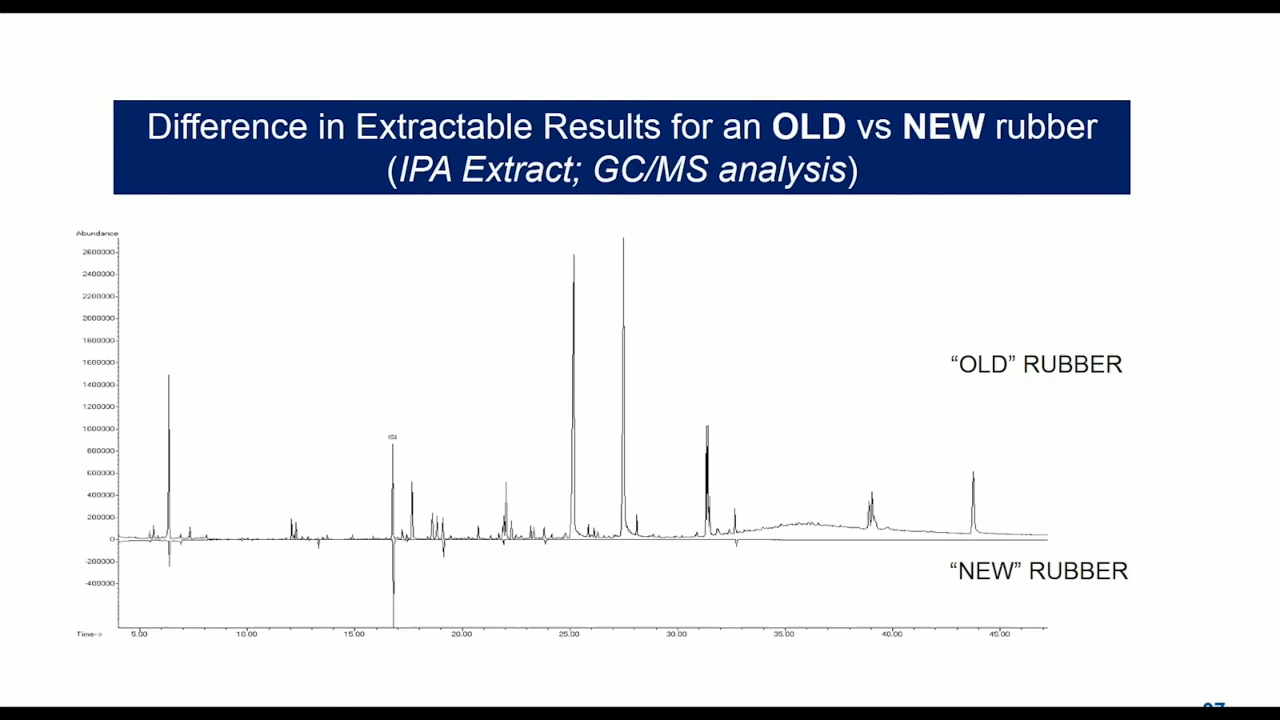 Difference in Extractable Results for an OLD vs NEW rubber
(IPA Extract; GC/MS analysis)
Abundance
2600000
2400000
2200000
2000000
1800000
1600000
“OLD” RUBBER
1400000
1200000
1000000
800000
600000
400000
200000
0
-200000
“NEW” RUBBER
-400000
Time--> 5.00 10.00 15.00 20.00 25.00 30.00 35.00 40.00 45.00